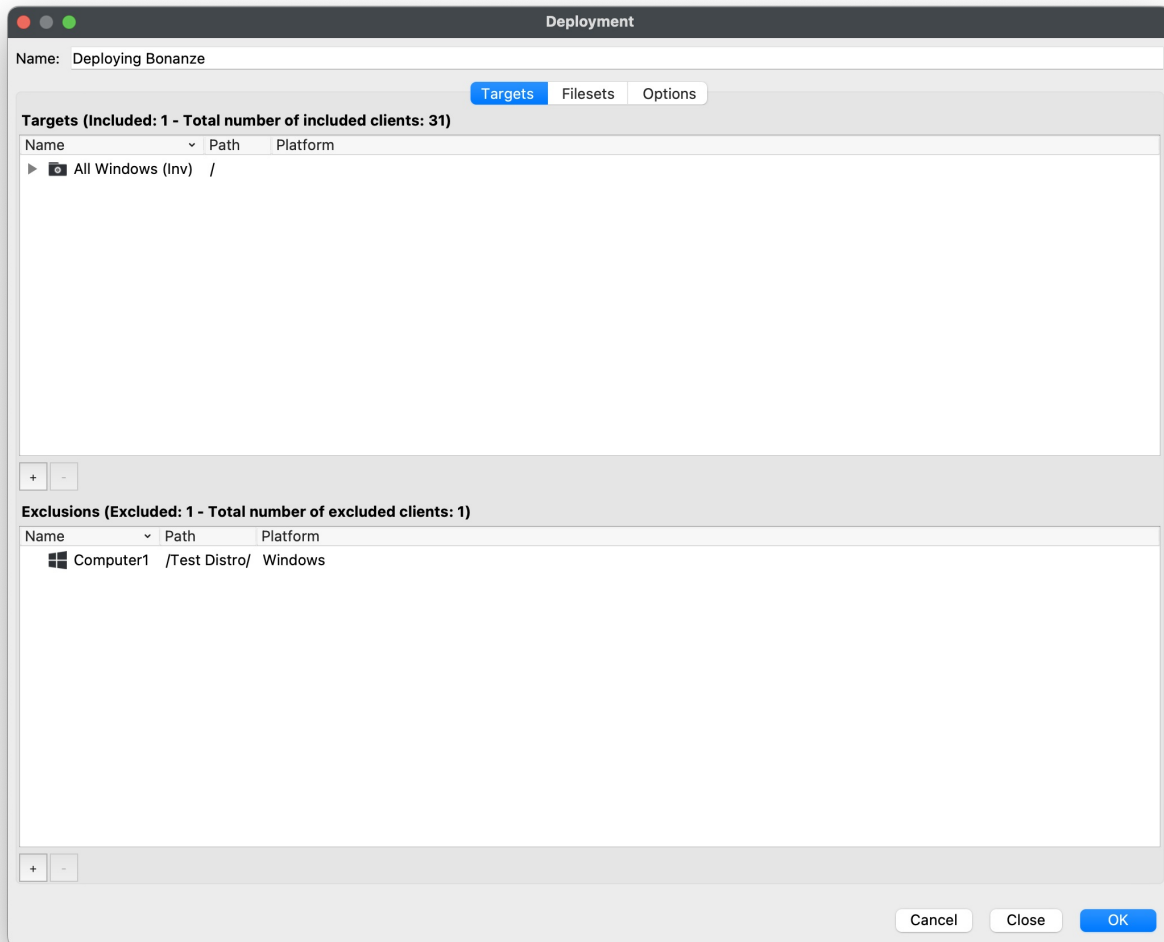 Deployment
Name: Deploying Bonanze
Targets Filesets Options
Targets (Included: 1 - Total number of included clients: 31)
Name Path Platform
All Windows (Inv) /
+ -
Exclusions (Excluded: 1 - Total number of excluded clients: 1)
Name Path Platform
Computer1 /Test Distro/ Windows
+ -
Cancel Close OK